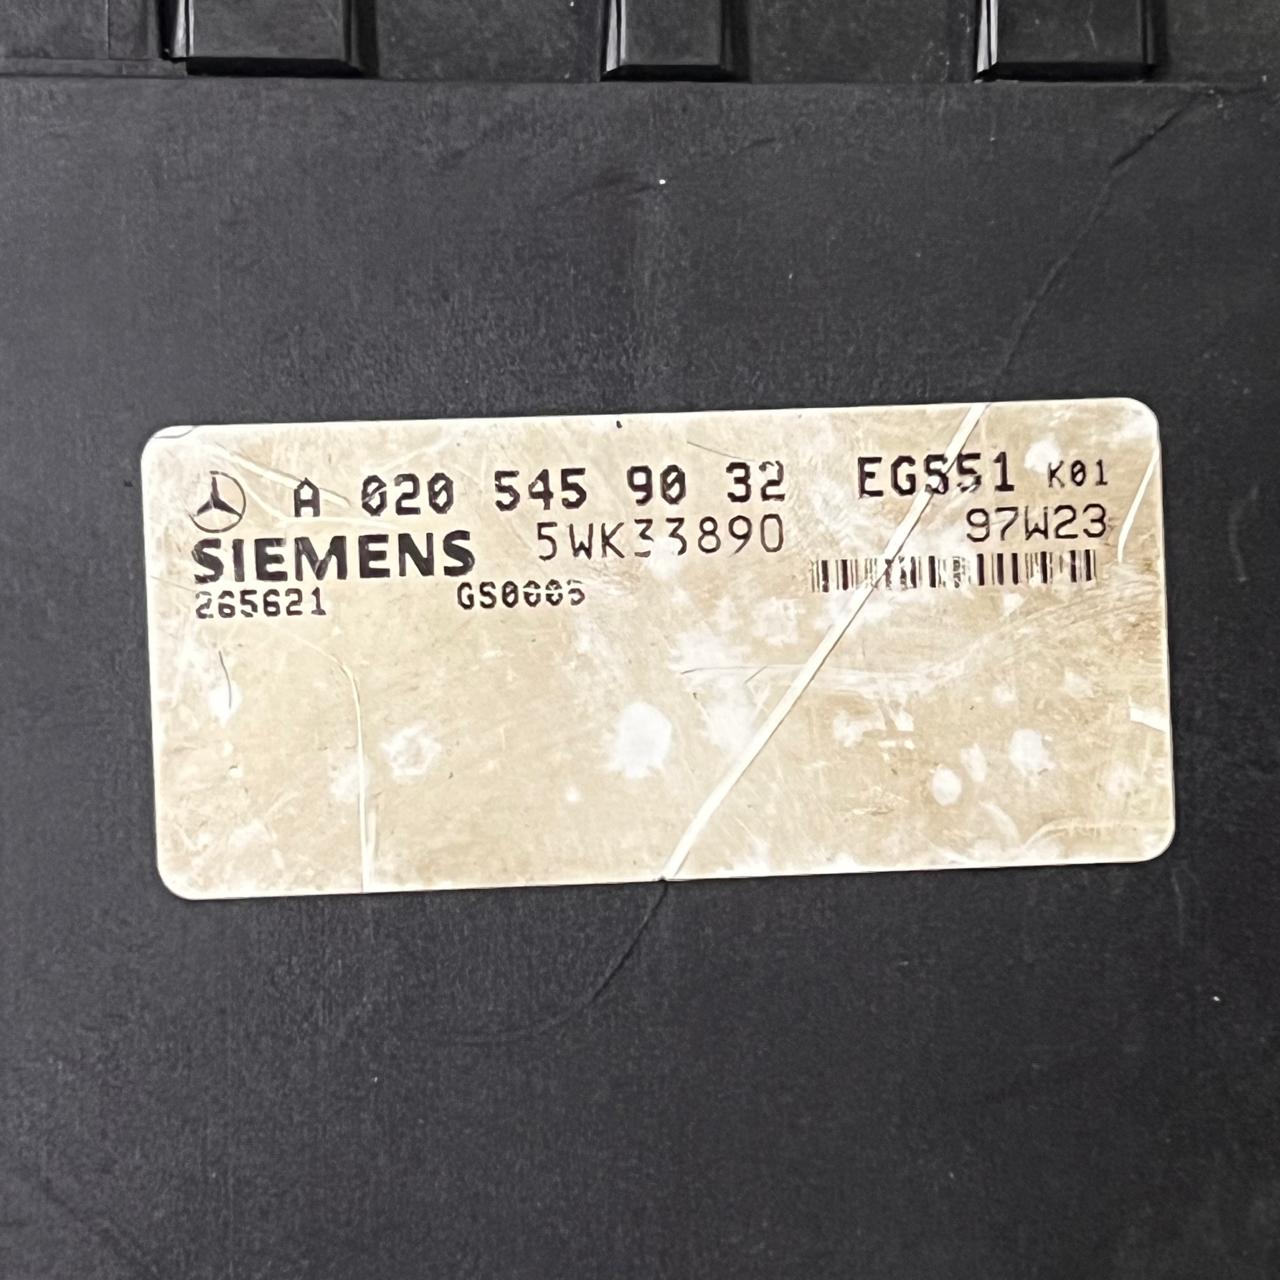 A 020 545 90 32 EGS51 K01
SIEMENS 5WK33890 97W23
265621 GS0005